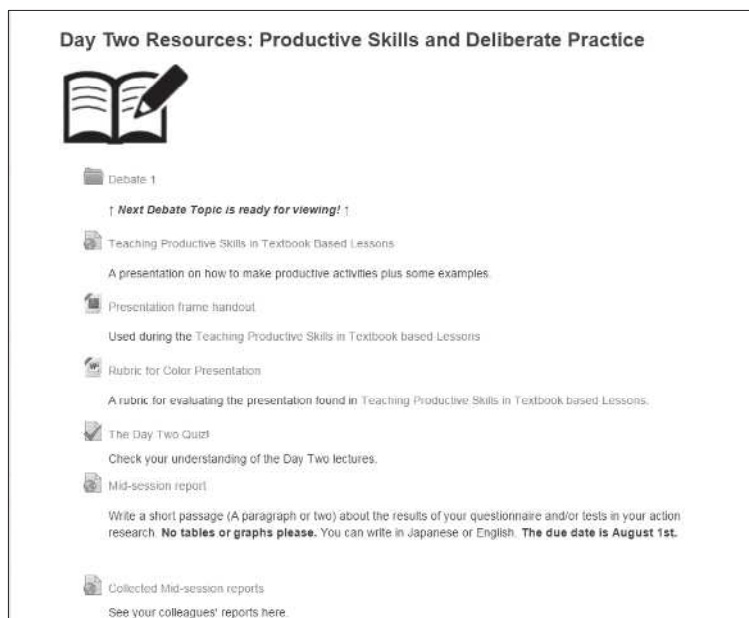 Day Two Resources: Productive Skills and Deliberate Practice
Debate 1
↑ Next Debate Topic is ready for viewing! ↑
Teaching Productive Skills in Textbook Based Lessons
A presentation on how to make productive activities plus some examples.
Presentation frame handout
Used during the Teaching Productive Skills in Textbook based Lessons
Rubric for Color Presentation
A rubric for evaluating the presentation found in Teaching Productive Skills in Textbook based Lessons.
The Day Two Quiz!
Check your understanding of the Day Two lectures.
Mid-session report
Write a short passage (A paragraph or two) about the results of your questionnaire and/or tests in your action
research. No tables or graphs please. You can write in Japanese or English. The due date is August 1st.
Collected Mid-session reports
See your colleagues' reports here.